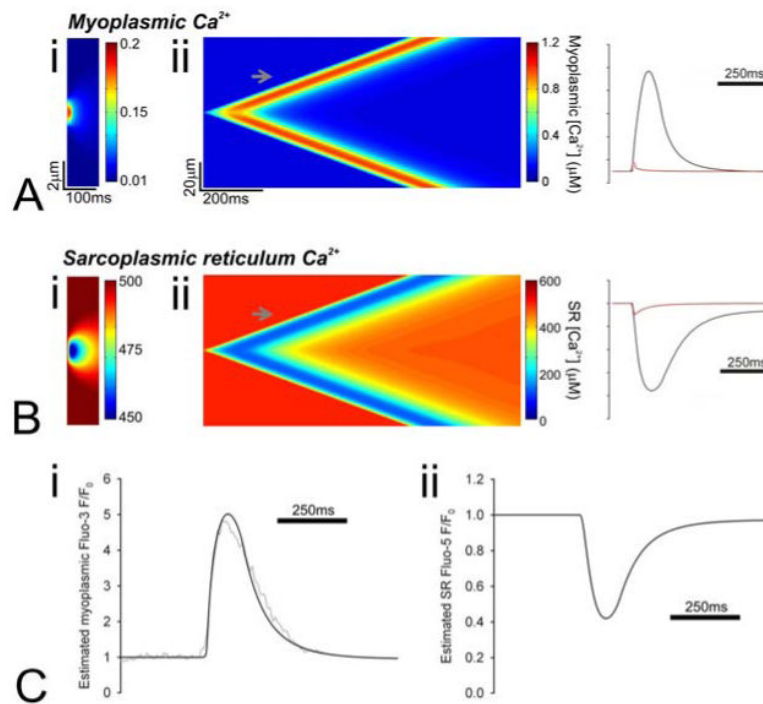 Myoplasmic Ca²⁺
i
0.2
0.15
0.01
2μm
100ms
ii
1.2
0.8
0.4
0
Myoplasmic [Ca²⁺] (μM)
20μm
200ms
250ms
A
Sarcoplasmic reticulum Ca²⁺
i
500
475
450
ii
600
400
200
0
SR [Ca²⁺] (μM)
250ms
B
i
Estimated myoplasmic Fluo-3 F/F₀
6
5
4
3
2
1
0
250ms
ii
Estimated SR Fluo-5 F/F₀
1.2
1.0
0.8
0.6
0.4
0.2
0.0
250ms
C